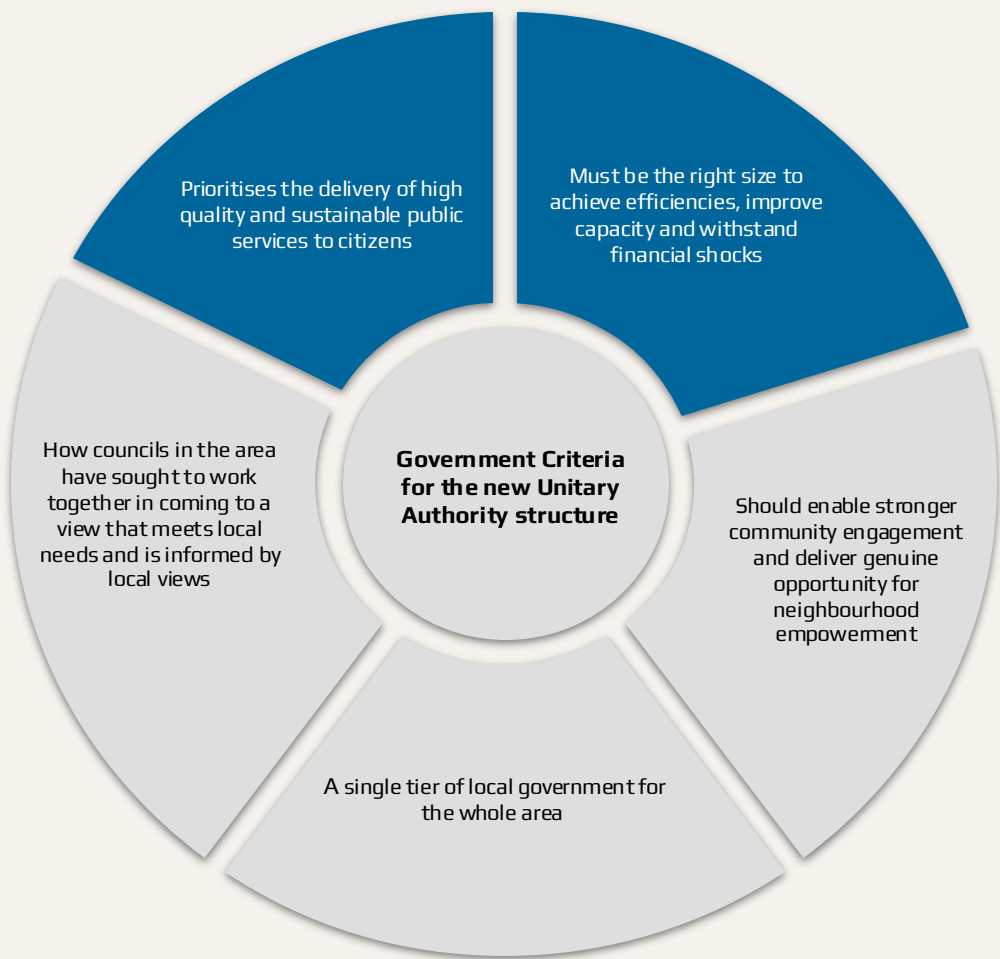 Prioritises the delivery of high
quality and sustainable public
services to citizens
Must be the right size to
achieve efficiencies, improve
capacity and withstand
financial shocks
How councils in the area
have sought to work
together in coming to a
view that meets local
needs and is informed by
local views
Government Criteria
for the new Unitary
Authority structure
Should enable stronger
community engagement
and deliver genuine
opportunity for
neighbourhood
empowerment
A single tier of local government for
the whole area